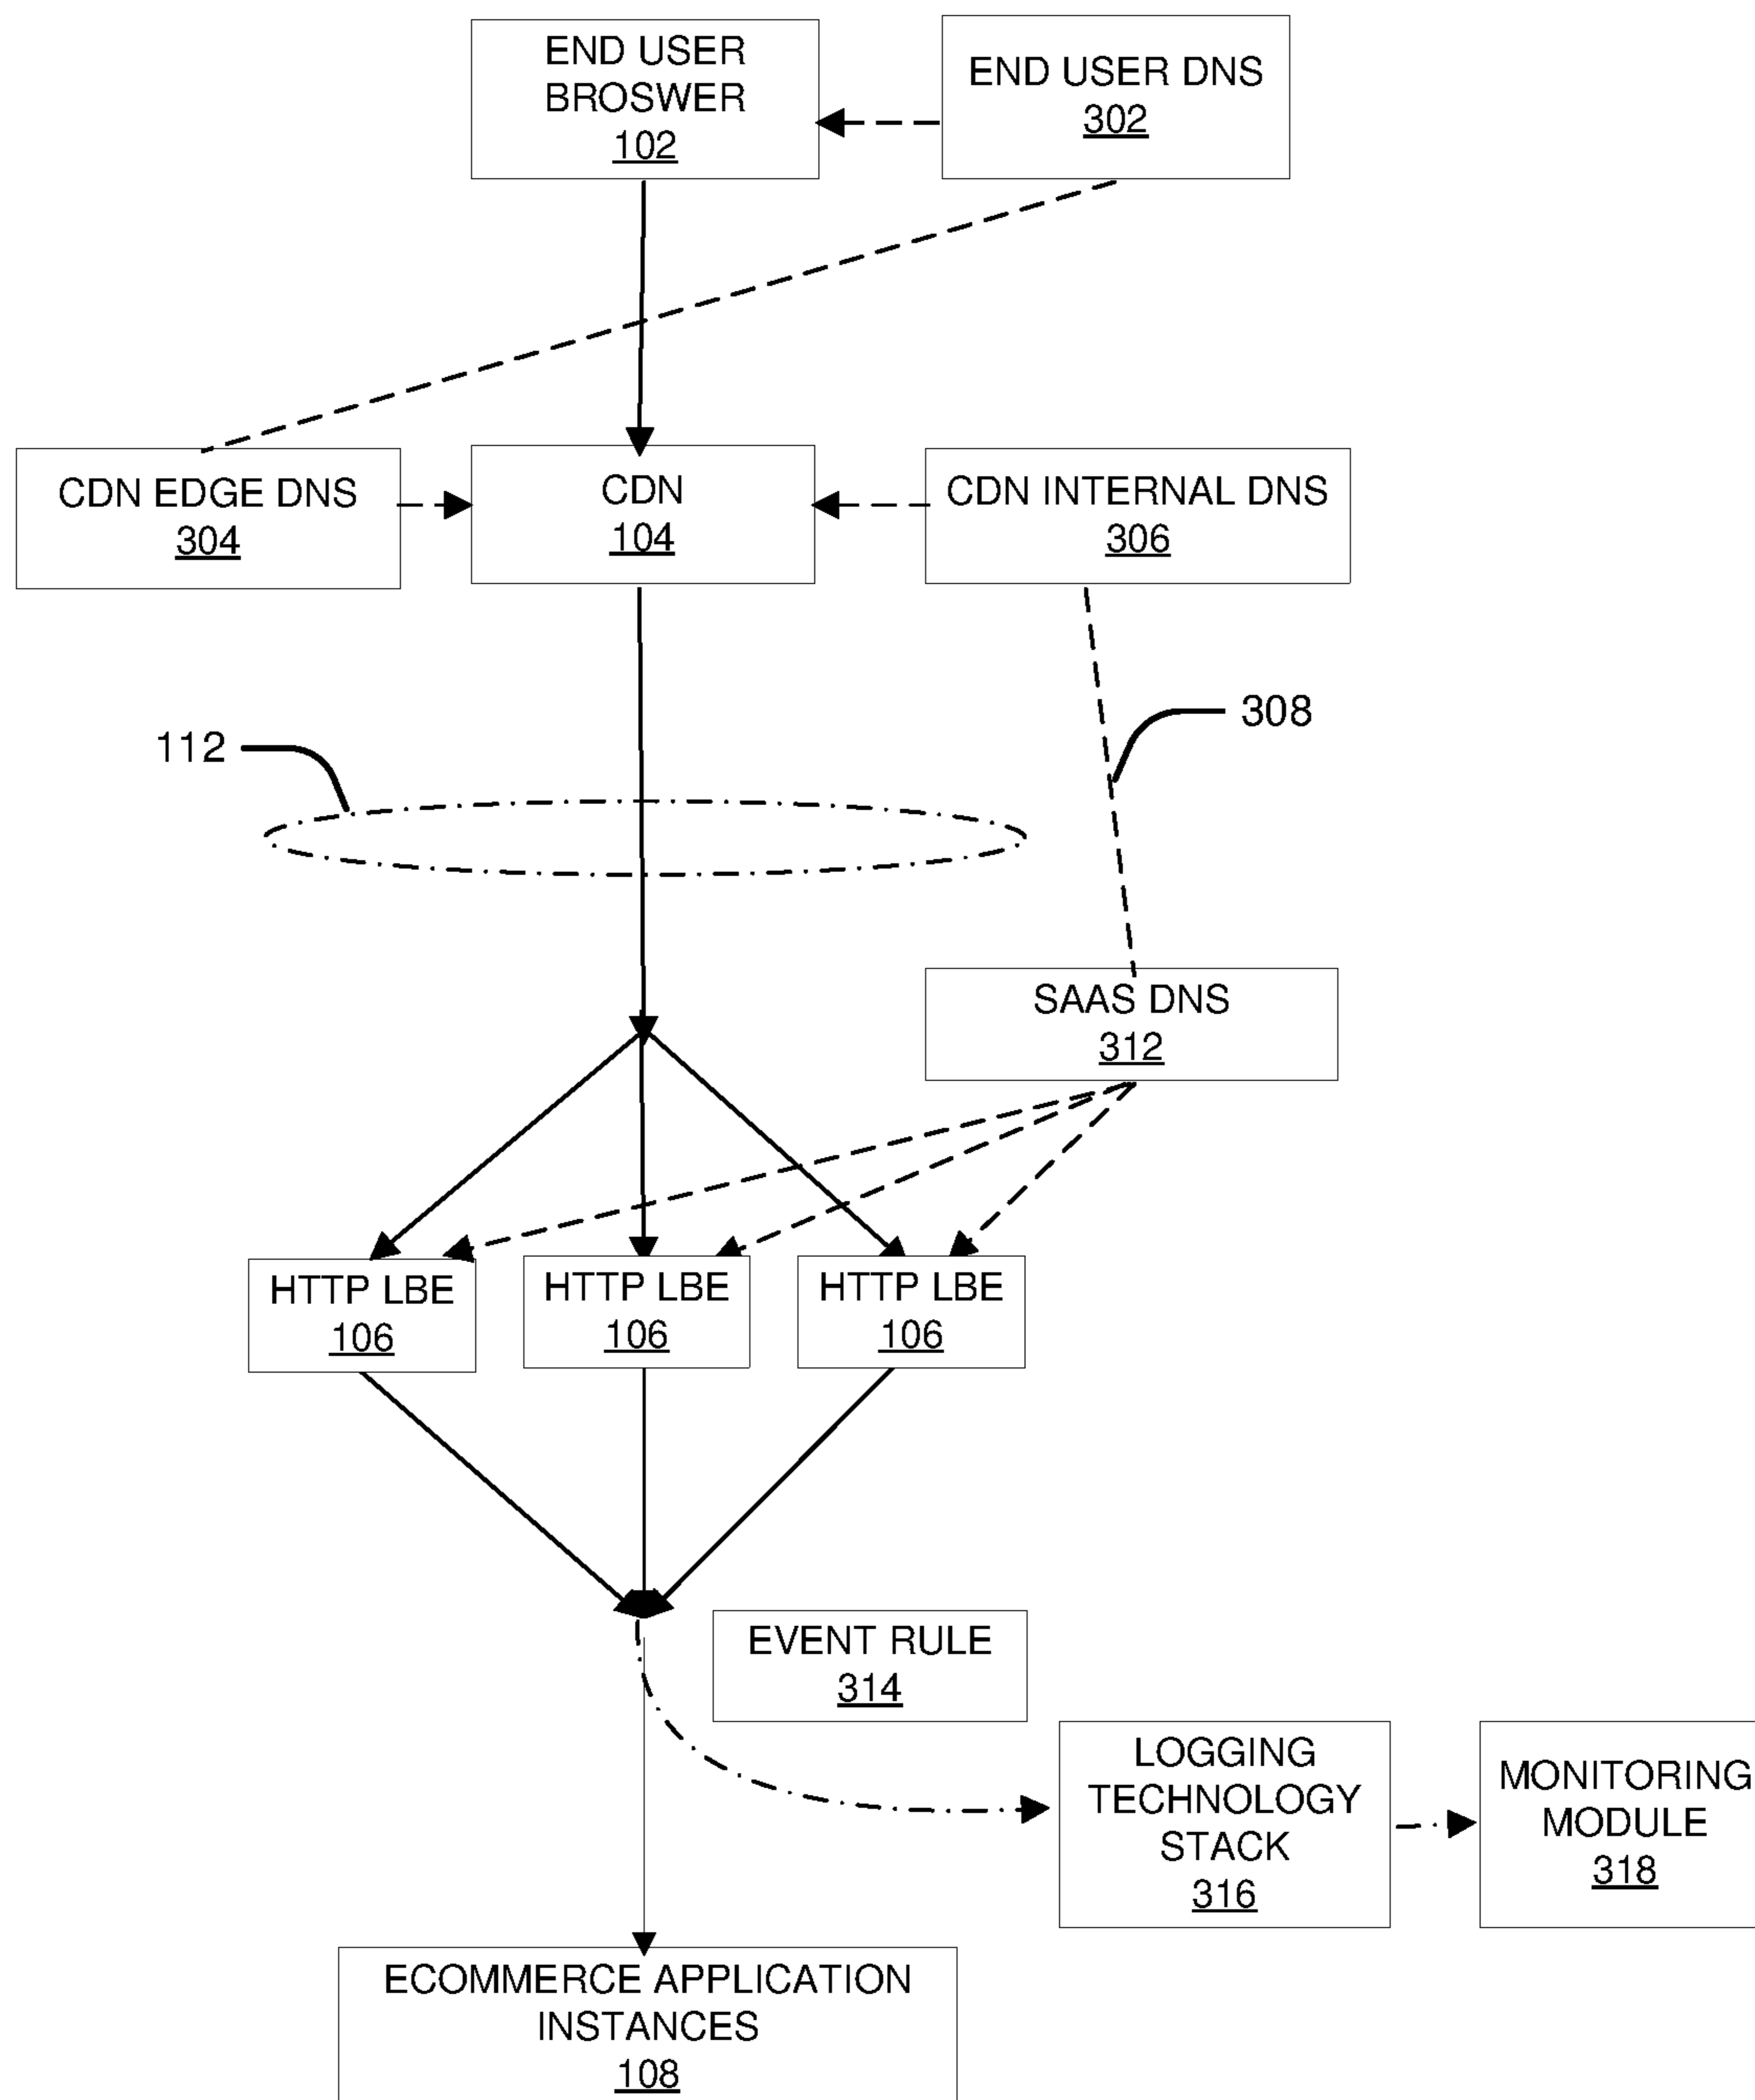 END USER
BROSWER
102
END USER DNS
302
CDN EDGE DNS
304
CDN
104
CDN INTERNAL DNS
306
308
112
SAAS DNS
312
HTTP LBE
106
HTTP LBE
106
HTTP LBE
106
EVENT RULE
314
LOGGING
TECHNOLOGY
STACK
316
MONITORING
MODULE
318
ECOMMERCE APPLICATION
INSTANCES
108